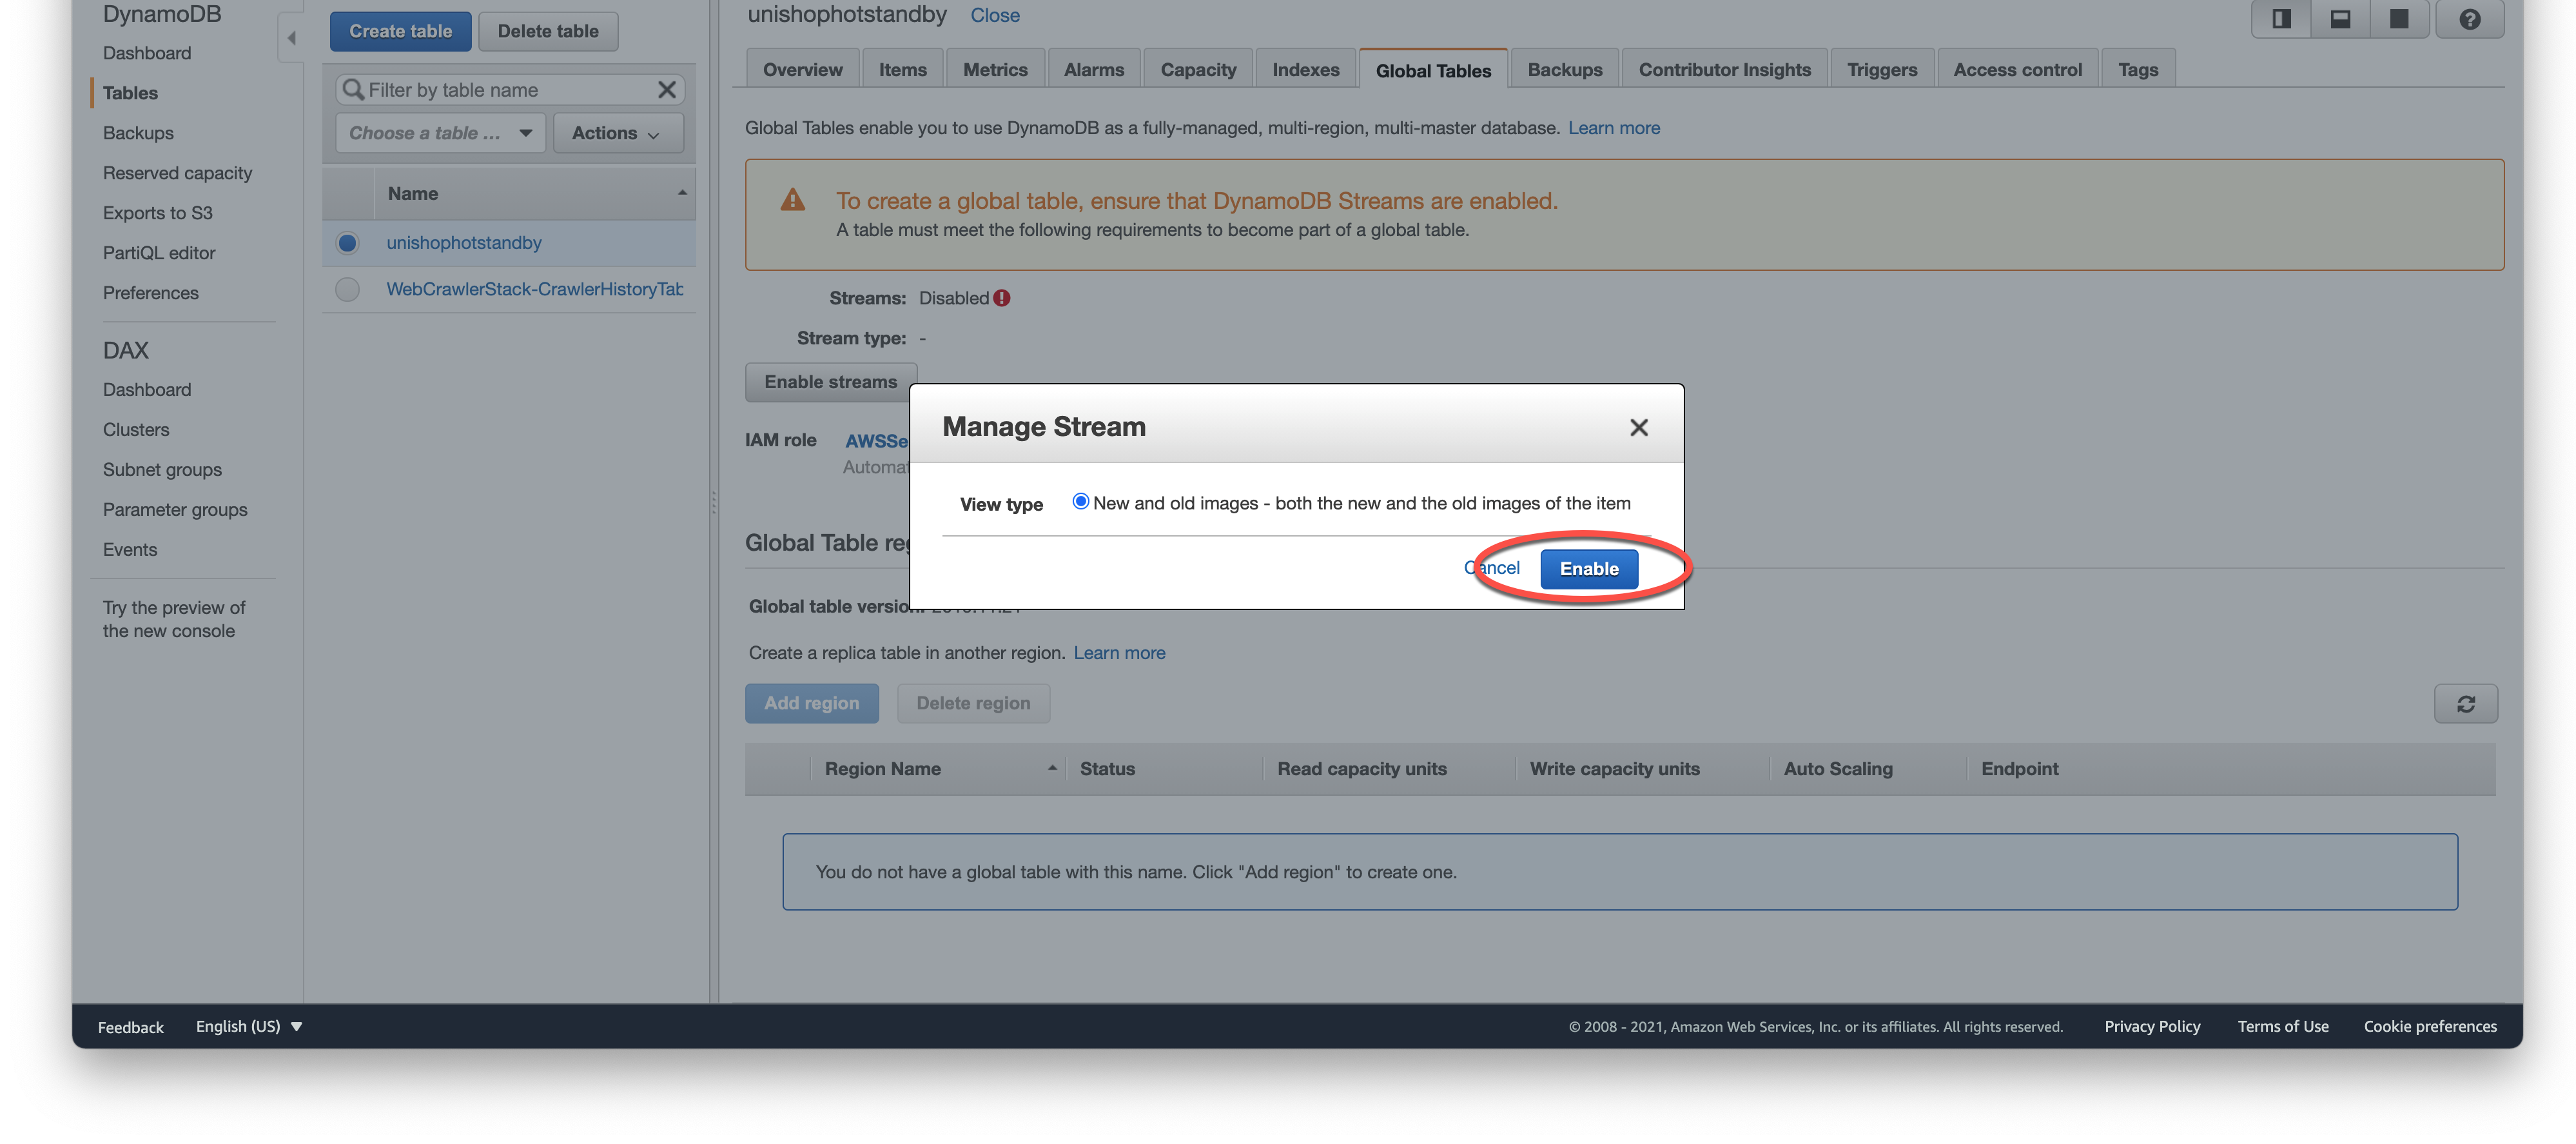 DynamoDB
Dashboard
Tables
Backups
Reserved capacity
Exports to S3
PartiQL editor
Preferences
DAX
Dashboard
Clusters
Subnet groups
Parameter groups
Events
Try the preview of
the new console
Create table
Delete table
Filter by table name
Choose a table ...
Actions
Name
unishophotstandby
WebCrawlerStack-CrawlerHistoryTab
unishophotstandby Close
Overview Items Metrics Alarms Capacity Indexes Global Tables Backups Contributor Insights Triggers Access control Tags
Global Tables enable you to use DynamoDB as a fully-managed, multi-region, multi-master database. Learn more
To create a global table, ensure that DynamoDB Streams are enabled.
A table must meet the following requirements to become part of a global table.
Streams: Disabled
Stream type: -
Enable streams
IAM role AWSSe
Automat
Manage Stream
View type New and old images - both the new and the old images of the item
Cancel Enable
Global Table reg
Global table version:
Create a replica table in another region. Learn more
Add region Delete region
Region Name Status Read capacity units Write capacity units Auto Scaling Endpoint
You do not have a global table with this name. Click "Add region" to create one.
Feedback English (US) © 2008 - 2021, Amazon Web Services, Inc. or its affiliates. All rights reserved. Privacy Policy Terms of Use Cookie preferences